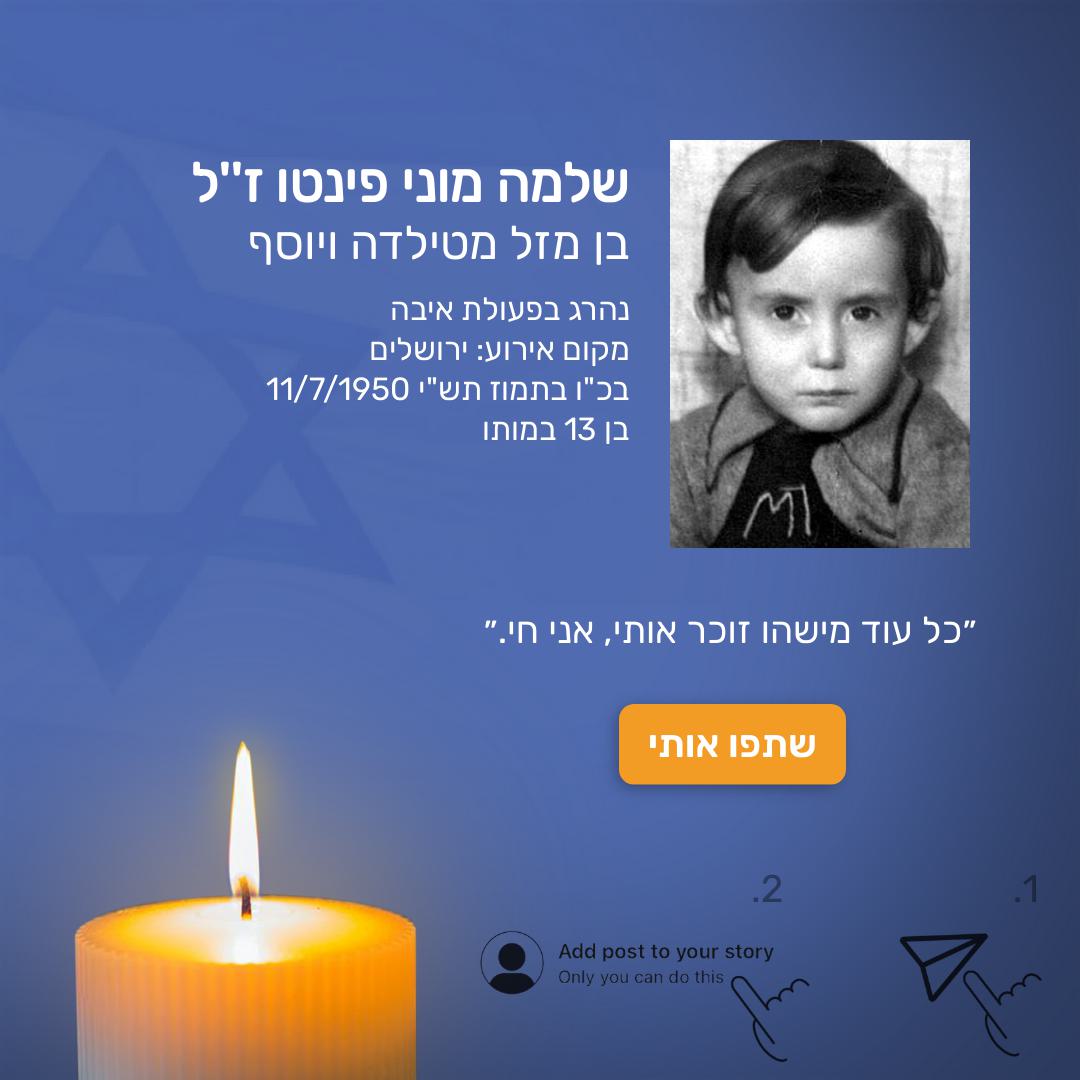 שלמה מוני פינטו ז"ל
בן מזל מטילדה ויוסף
נהרג בפעולת איבה
מקום אירוע: ירושלים
בכ"ו בתמוז תש"י 11/7/1950
בן 13 במותו
״כל עוד מישהו זוכר אותי, אני חי.״
שתפו אותי
1.
2.
Add post to your story
Only you can do this